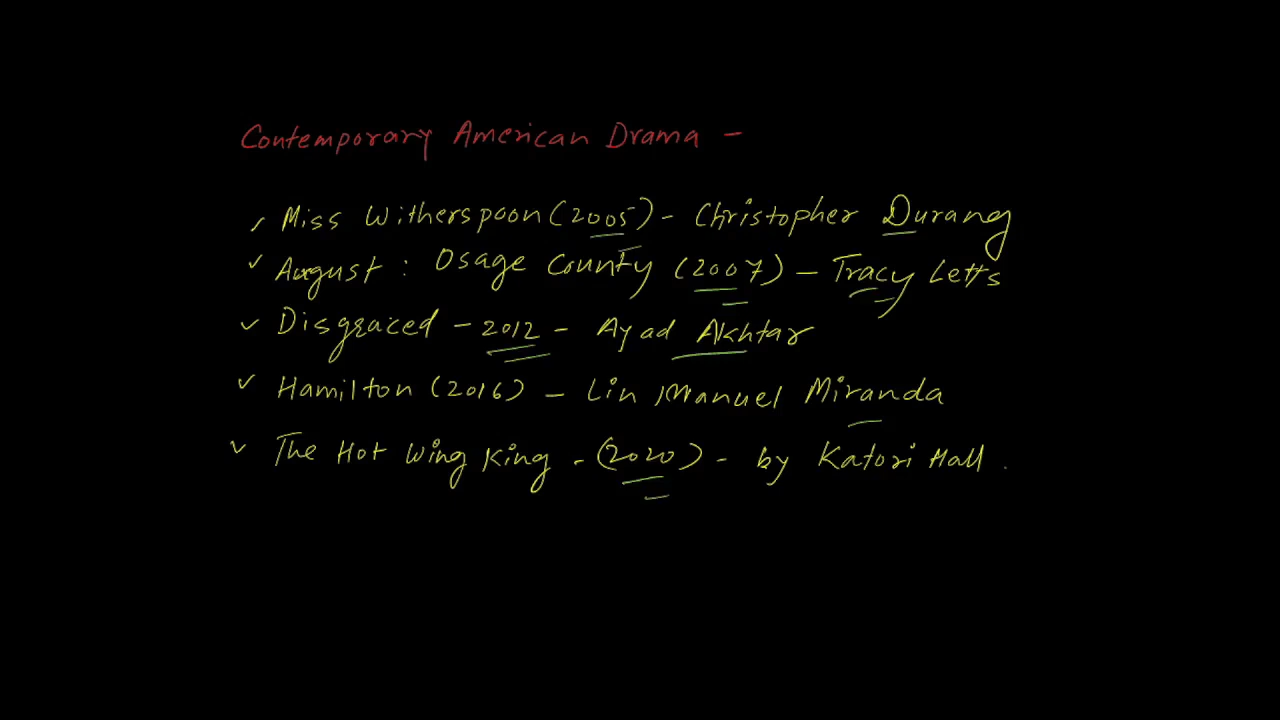 Contemporary American Drama -
Miss Witherspoon (2005) - Christopher Durang
August : Osage County (2007) - Tracy Letts
Disgraced - 2012 - Ayad Akhtar
Hamilton (2016) - Lin Manuel Miranda
The Hot Wing King - (2020) - by Katori Hall .